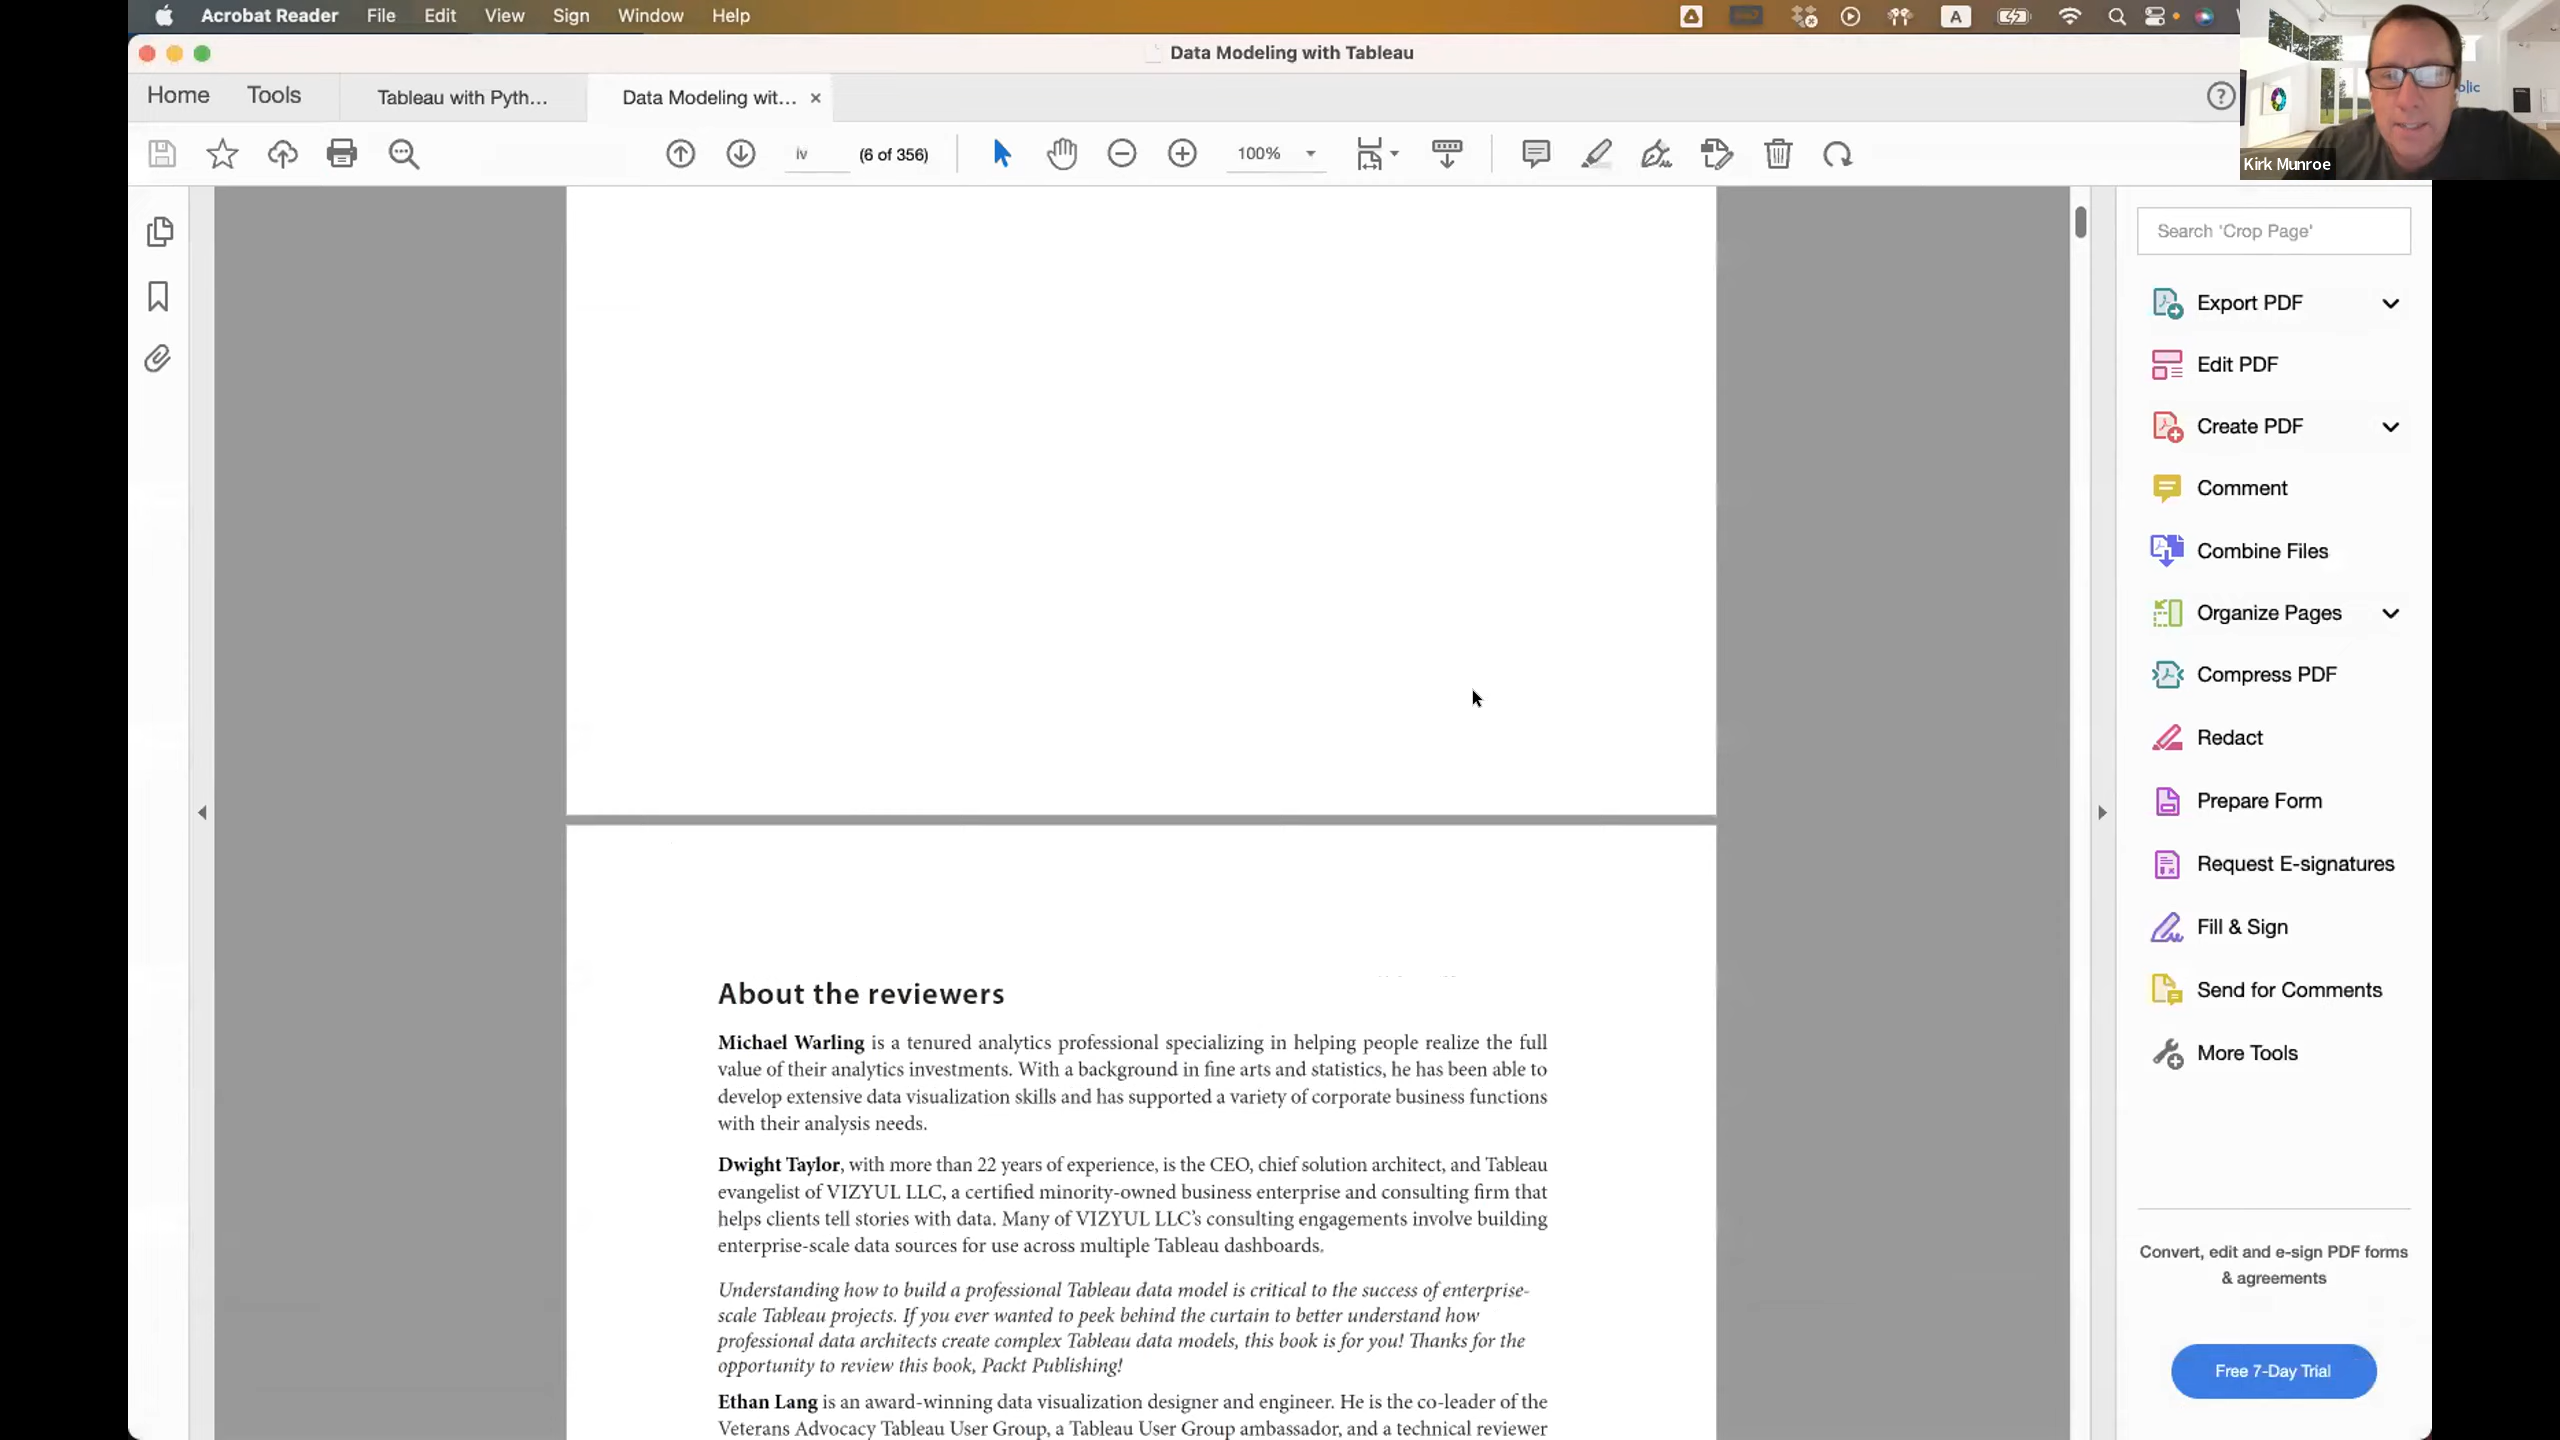 Acrobat Reader File Edit View Sign Window Help
A
Data Modeling with Tableau
Home Tools Tableau with Pyth... Data Modeling wit... ×
iv (6 of 356) 100%
Kirk Munroe
Search 'Crop Page'
Export PDF
Edit PDF
Create PDF
Comment
Combine Files
Organize Pages
Compress PDF
Redact
Prepare Form
Request E-signatures
Fill & Sign
Send for Comments
More Tools
Convert, edit and e-sign PDF forms
& agreements
Free 7-Day Trial
About the reviewers
Michael Warling is a tenured analytics professional specializing in helping people realize the full
value of their analytics investments. With a background in fine arts and statistics, he has been able to
develop extensive data visualization skills and has supported a variety of corporate business functions
with their analysis needs.
Dwight Taylor, with more than 22 years of experience, is the CEO, chief solution architect, and Tableau
evangelist of VIZYUL LLC, a certified minority-owned business enterprise and consulting firm that
helps clients tell stories with data. Many of VIZYUL LLC's consulting engagements involve building
enterprise-scale data sources for use across multiple Tableau dashboards.
Understanding how to build a professional Tableau data model is critical to the success of enterprise-
scale Tableau projects. If you ever wanted to peek behind the curtain to better understand how
professional data architects create complex Tableau data models, this book is for you! Thanks for the
opportunity to review this book, Packt Publishing!
Ethan Lang is an award-winning data visualization designer and engineer. He is the co-leader of the
Veterans Advocacy Tableau User Group, a Tableau User Group ambassador, and a technical reviewer